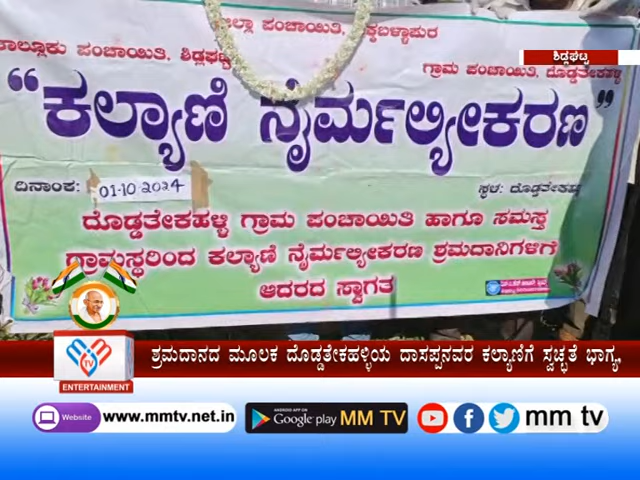 ಜಿಲ್ಲಾ ಪಂಚಾಯಿತಿ,
ತಾಲ್ಲೂಕು ಪಂಚಾಯಿತಿ, ಶಿಡ್ಲಘಟ್ಟ
ಶಿಡ್ಲಘಟ್ಟ
ಗ್ರಾಮ ಪಂಚಾಯಿತಿ, ದೊಡ್ಡತೇಕಹಳ್ಳಿ
“ಕಲ್ಯಾಣಿ ನೈರ್ಮಲ್ಯೀಕರಣ”
ದಿನಾಂಕ: 01-10-2024
ಸ್ಥಳ: ದೊಡ್ಡತೇಕಹಳ್ಳಿ
ದೊಡ್ಡತೇಕಹಳ್ಳಿ ಗ್ರಾಮ ಪಂಚಾಯಿತಿ ಹಾಗೂ ಸಮಸ್ತ
ಗ್ರಾಮಸ್ಥರಿಂದ ಕಲ್ಯಾಣಿ ನೈರ್ಮಲ್ಯೀಕರಣ ಶ್ರಮದಾನಿಗಳಿಗೆ
ಆದರದ ಸ್ವಾಗತ
ಶ್ರಮದಾನದ ಮೂಲಕ ದೊಡ್ಡತೇಕಹಳ್ಳಿಯ ದಾಸಪ್ಪನವರ ಕಲ್ಯಾಣಿಗೆ ಸ್ವಚ್ಛತೆ ಭಾಗ್ಯ.
TV
ENTERTAINMENT
Website www.mmtv.net.in
ANDROID APP ON
Google play MM TV
mm tv